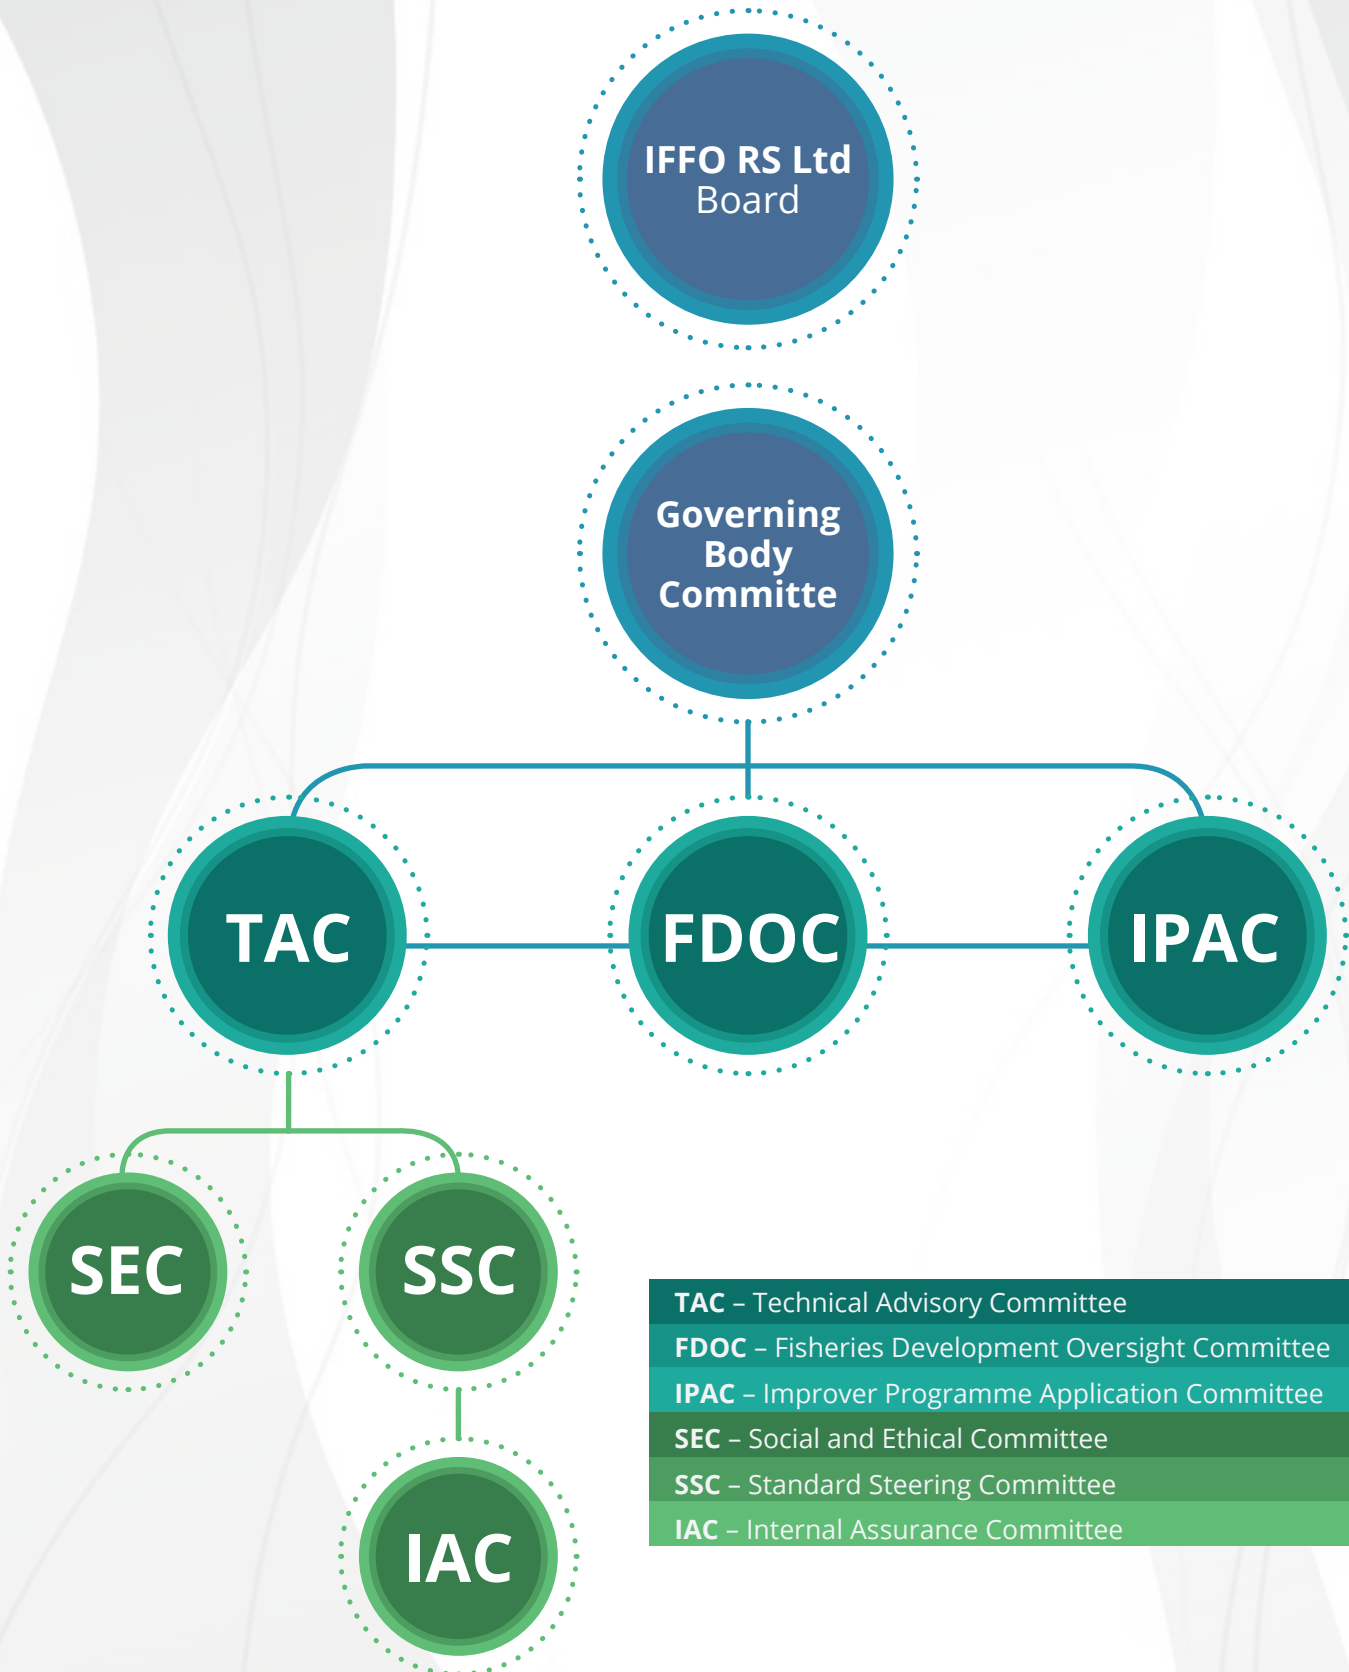 IFFO RS Ltd
Board
Governing
Body
Committe
TAC
FDOC
IPAC
SEC
SSC
IAC
TAC – Technical Advisory Committee
FDOC – Fisheries Development Oversight Committee
IPAC – Improver Programme Application Committee
SEC – Social and Ethical Committee
SSC – Standard Steering Committee
IAC – Internal Assurance Committee